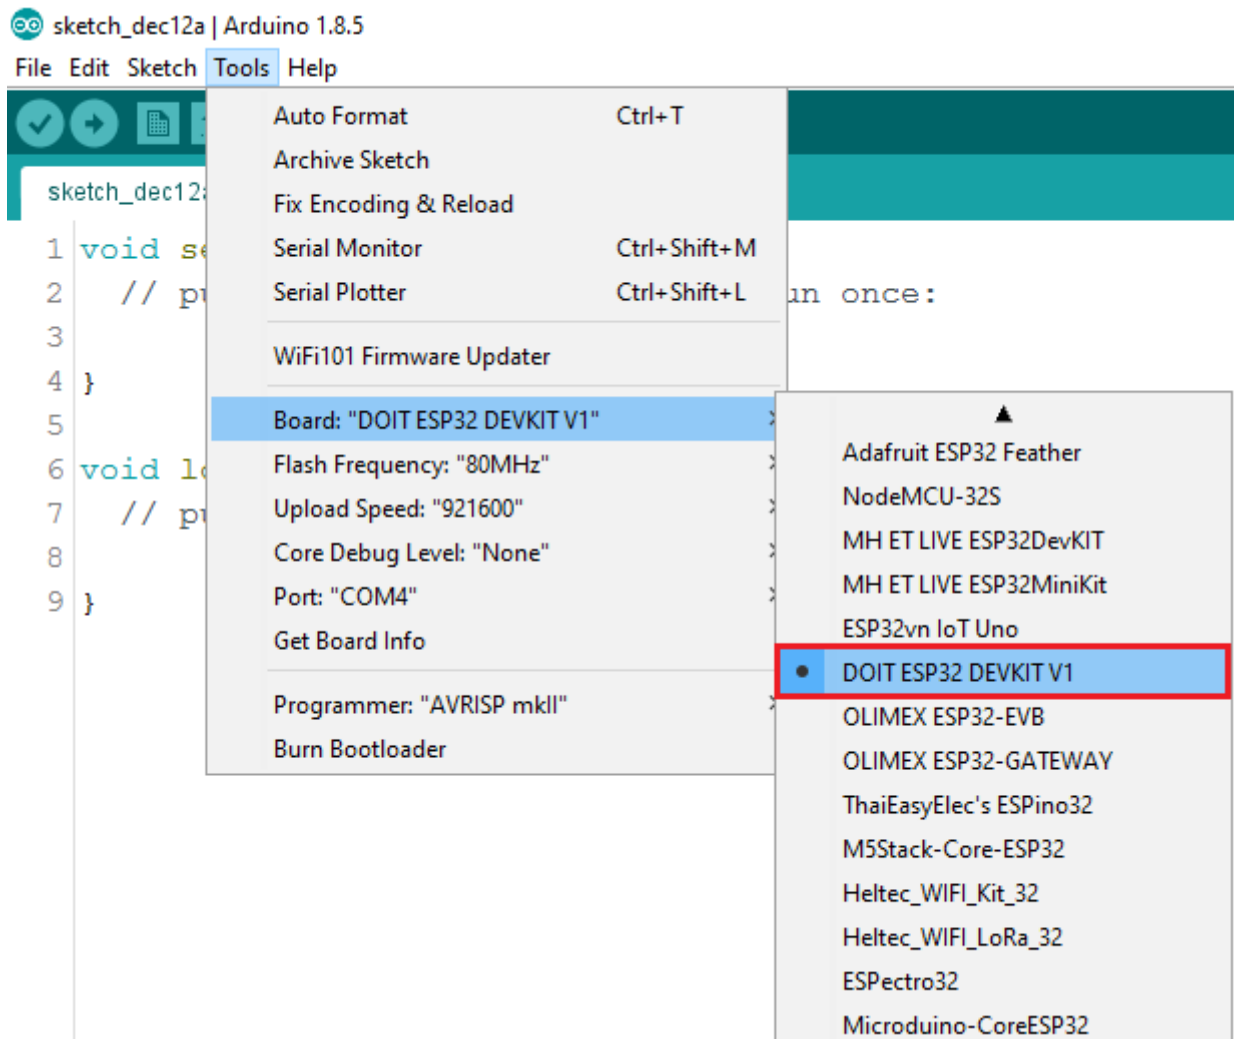 sketch_dec12a | Arduino 1.8.5
File Edit Sketch Tools Help
Auto Format Ctrl+T
Archive Sketch
Fix Encoding & Reload
Serial Monitor Ctrl+Shift+M
Serial Plotter Ctrl+Shift+L
WiFi101 Firmware Updater
Board: "DOIT ESP32 DEVKIT V1"
Flash Frequency: "80MHz"
Upload Speed: "921600"
Core Debug Level: "None"
Port: "COM4"
Get Board Info
Programmer: "AVRISP mkII"
Burn Bootloader
Adafruit ESP32 Feather
NodeMCU-32S
MH ET LIVE ESP32DevKIT
MH ET LIVE ESP32MiniKit
ESP32vn IoT Uno
DOIT ESP32 DEVKIT V1
OLIMEX ESP32-EVB
OLIMEX ESP32-GATEWAY
ThaiEasyElec's ESPino32
M5Stack-Core-ESP32
Heltec_WIFI_Kit_32
Heltec_WIFI_LoRa_32
ESPectro32
Microduino-CoreESP32
sketch_dec12a
1 void
2 // once:
3
4 }
5
6 void
7 //
8
9 }